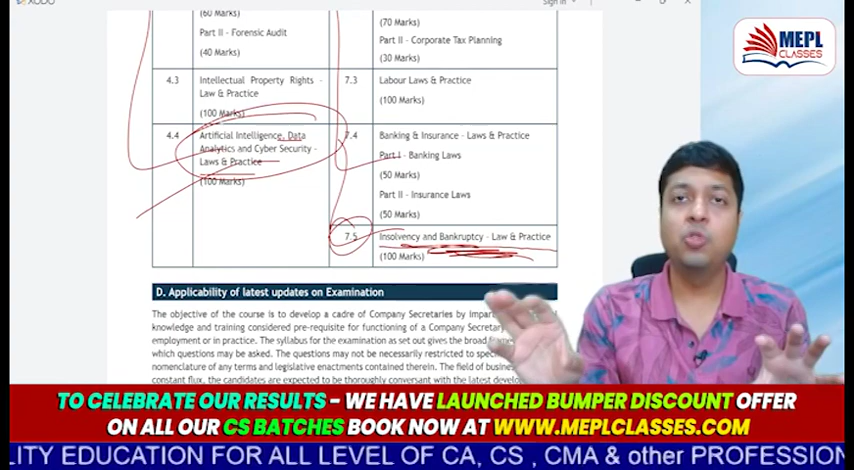 XODO
Sign in
(60 Marks)
Part II – Forensic Audit
(40 Marks)
(70 Marks)
Part II – Corporate Tax Planning
(30 Marks)
4.3
Intellectual Property Rights –
Law & Practice
(100 Marks)
7.3
Labour Laws & Practice
(100 Marks)
4.4
Artificial Intelligence, Data
Analytics and Cyber Security –
Laws & Practice
(100 Marks)
7.4
Banking & Insurance – Laws & Practice
Part I – Banking Laws
(50 Marks)
Part II – Insurance Laws
(50 Marks)
7.5
Insolvency and Bankruptcy – Law & Practice
(100 Marks)
D. Applicability of latest updates on Examination
The objective of the course is to develop a cadre of Company Secretaries by
knowledge and training considered pre-requisite for functioning of a Company
employment or in practice. The syllabus for the examination as set out gives the broad
which questions may be asked. The questions may not be necessarily restricted to
nomenclature of any terms and legislative enactments contained therein. The field of
constant flux, the candidates are expected to be thoroughly conversant with the latest
MEPL
CLASSES
TO CELEBRATE OUR RESULTS - WE HAVE LAUNCHED BUMPER DISCOUNT OFFER
ON ALL OUR CS BATCHES BOOK NOW AT WWW.MEPLCLASSES.COM
LITY EDUCATION FOR ALL LEVEL OF CA, CS , CMA & other PROFESSION